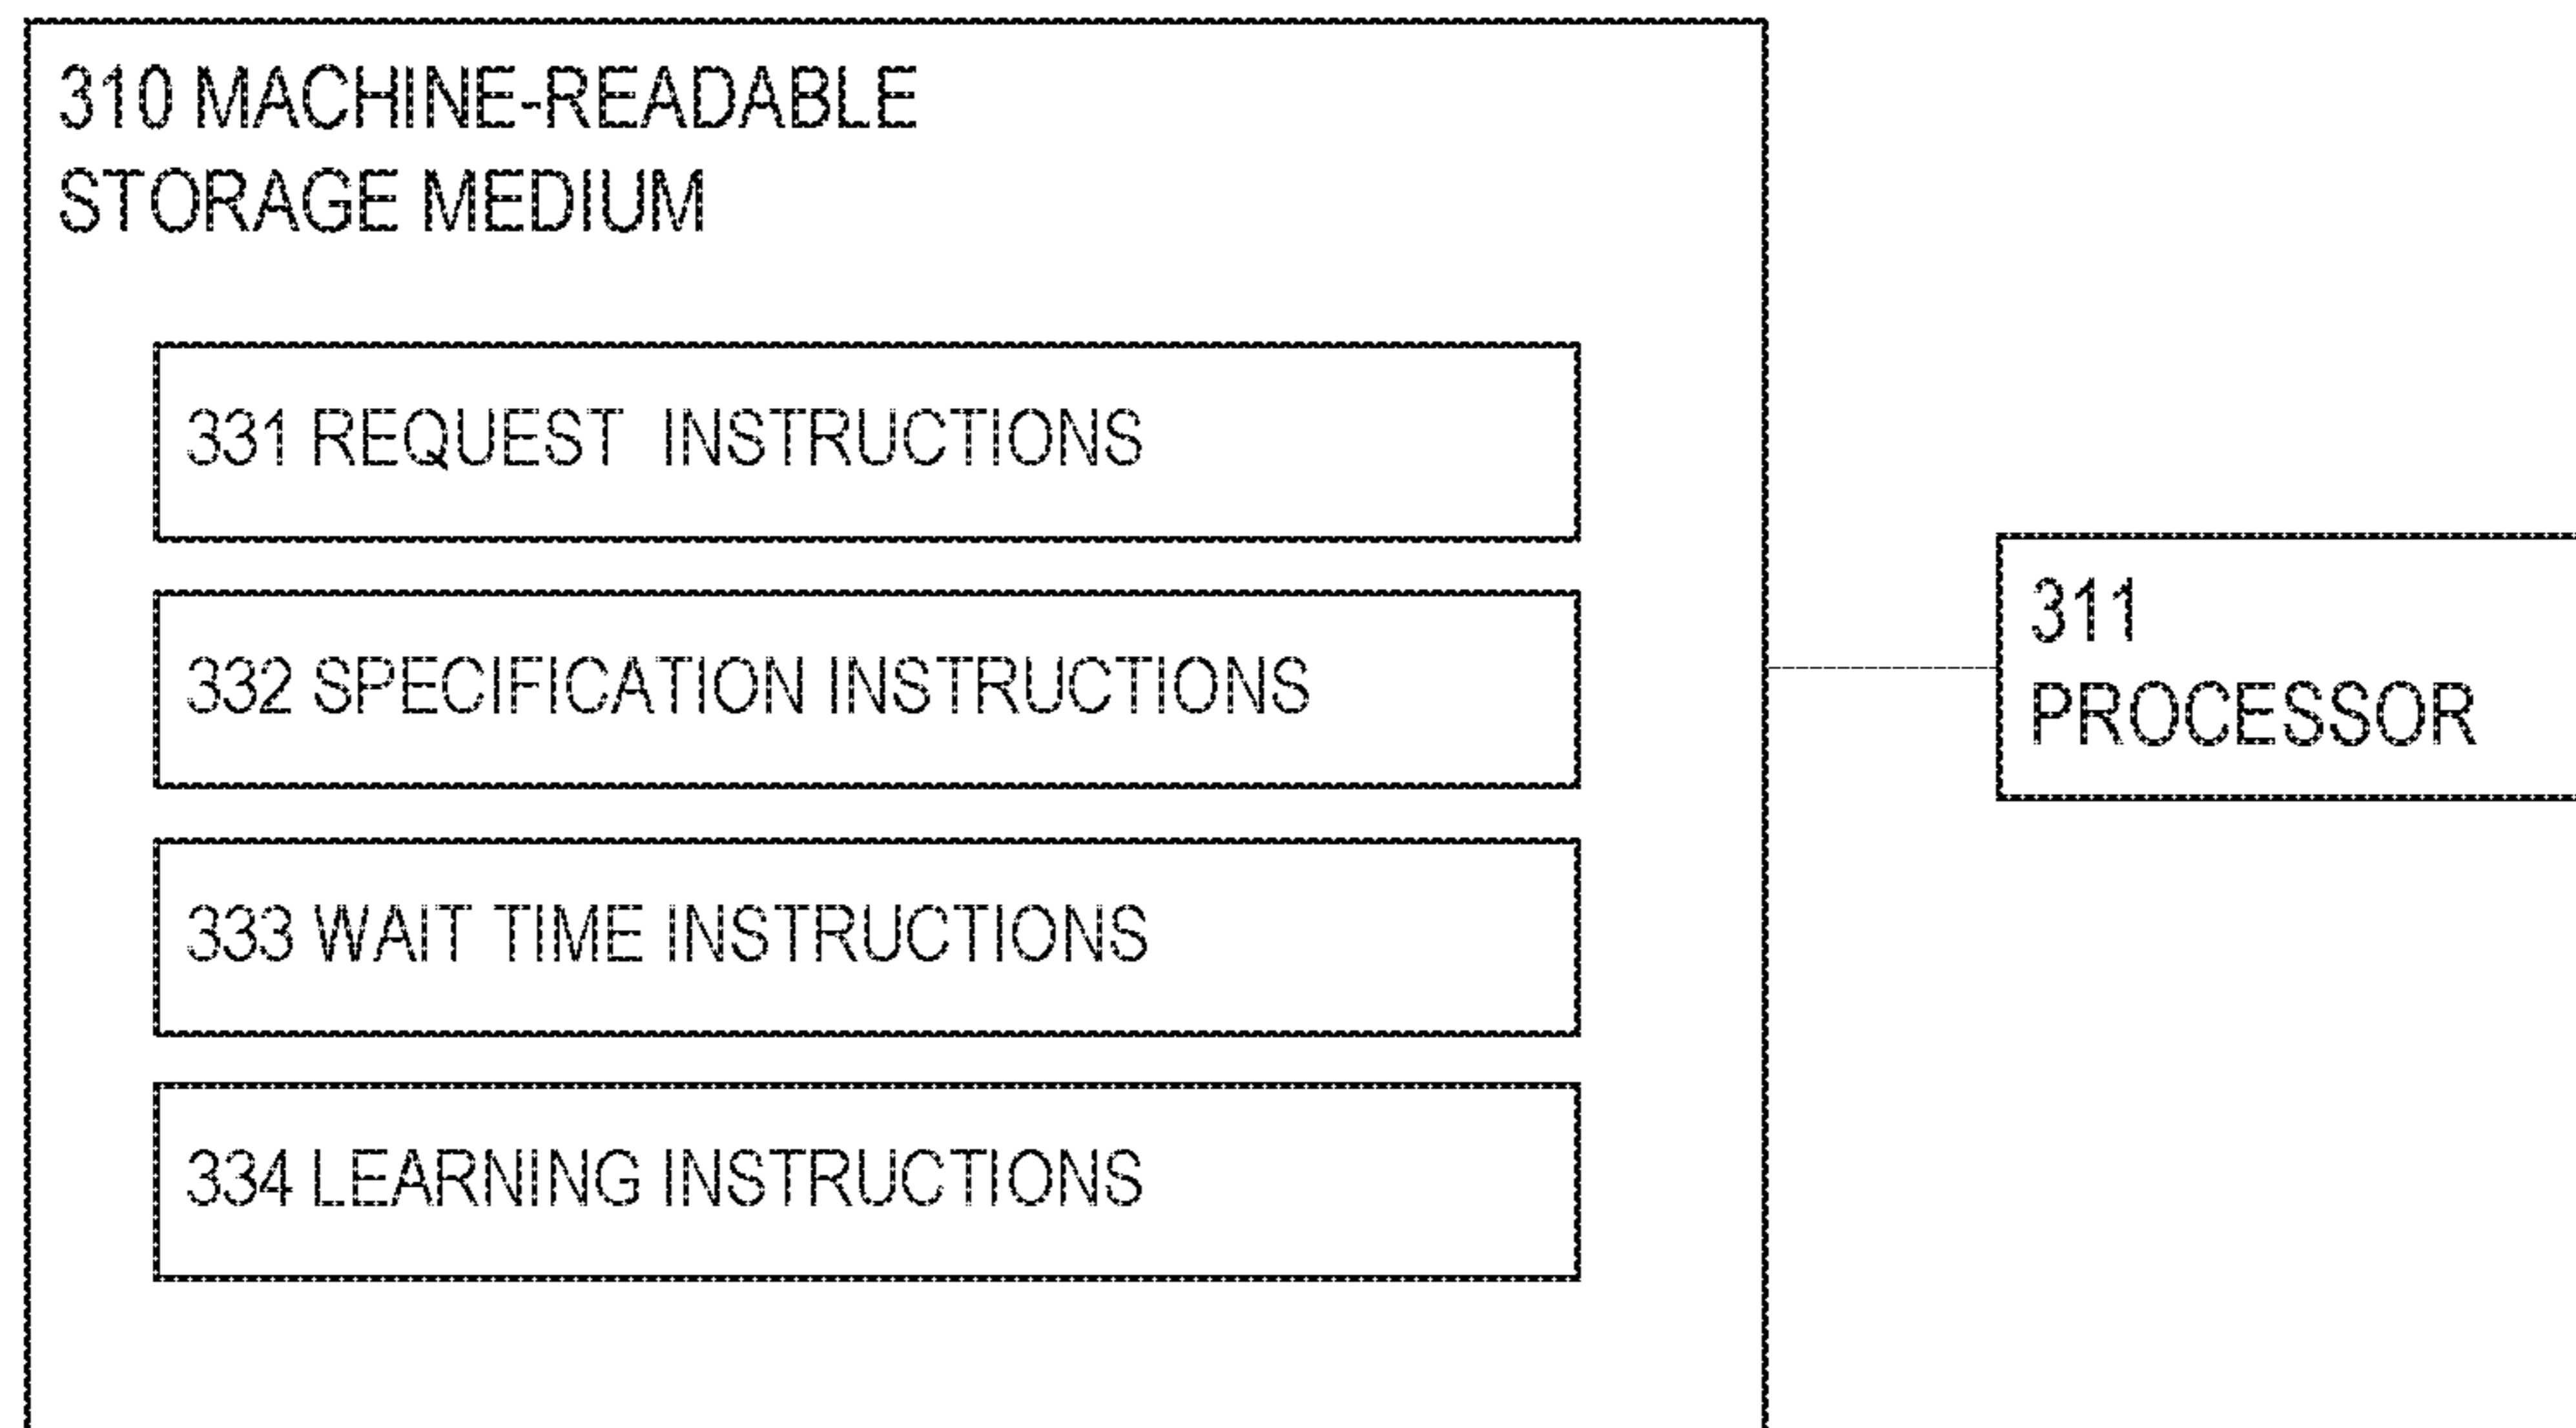 310 MACHINE-READABLE
STORAGE MEDIUM
331 REQUEST  INSTRUCTIONS
332 SPECIFICATION INSTRUCTIONS
333 WAIT TIME INSTRUCTIONS
334 LEARNING INSTRUCTIONS
311
PROCESSOR